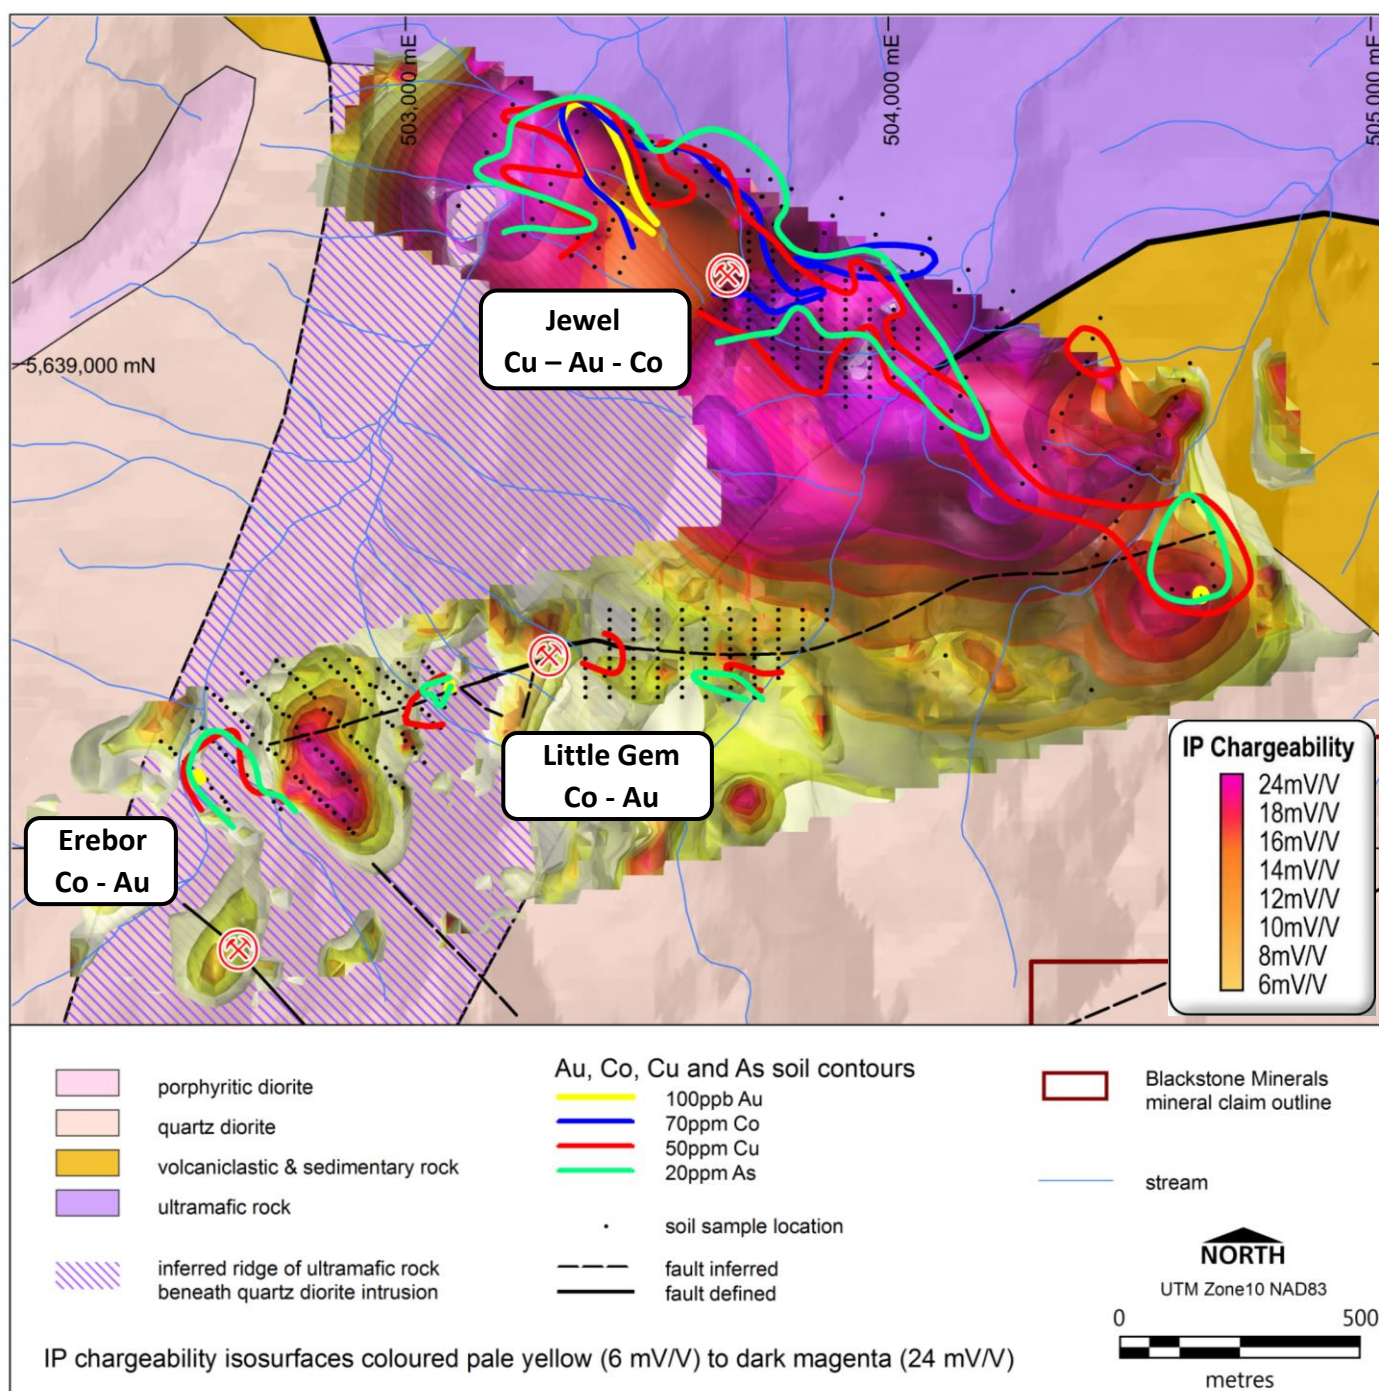 503,000 mE
504,000 mE
505,000 mE
5,639,000 mN
Jewel
Cu – Au - Co
Little Gem
Co - Au
Erebor
Co - Au
IP Chargeability
24mV/V
18mV/V
16mV/V
14mV/V
12mV/V
10mV/V
8mV/V
6mV/V
porphyritic diorite
quartz diorite
volcaniclastic & sedimentary rock
ultramafic rock
inferred ridge of ultramafic rock
beneath quartz diorite intrusion
Au, Co, Cu and As soil contours
100ppb Au
70ppm Co
50ppm Cu
20ppm As
soil sample location
fault inferred
fault defined
Blackstone Minerals
mineral claim outline
stream
NORTH
UTM Zone10 NAD83
0 500
metres
IP chargeability isosurfaces coloured pale yellow (6 mV/V) to dark magenta (24 mV/V)